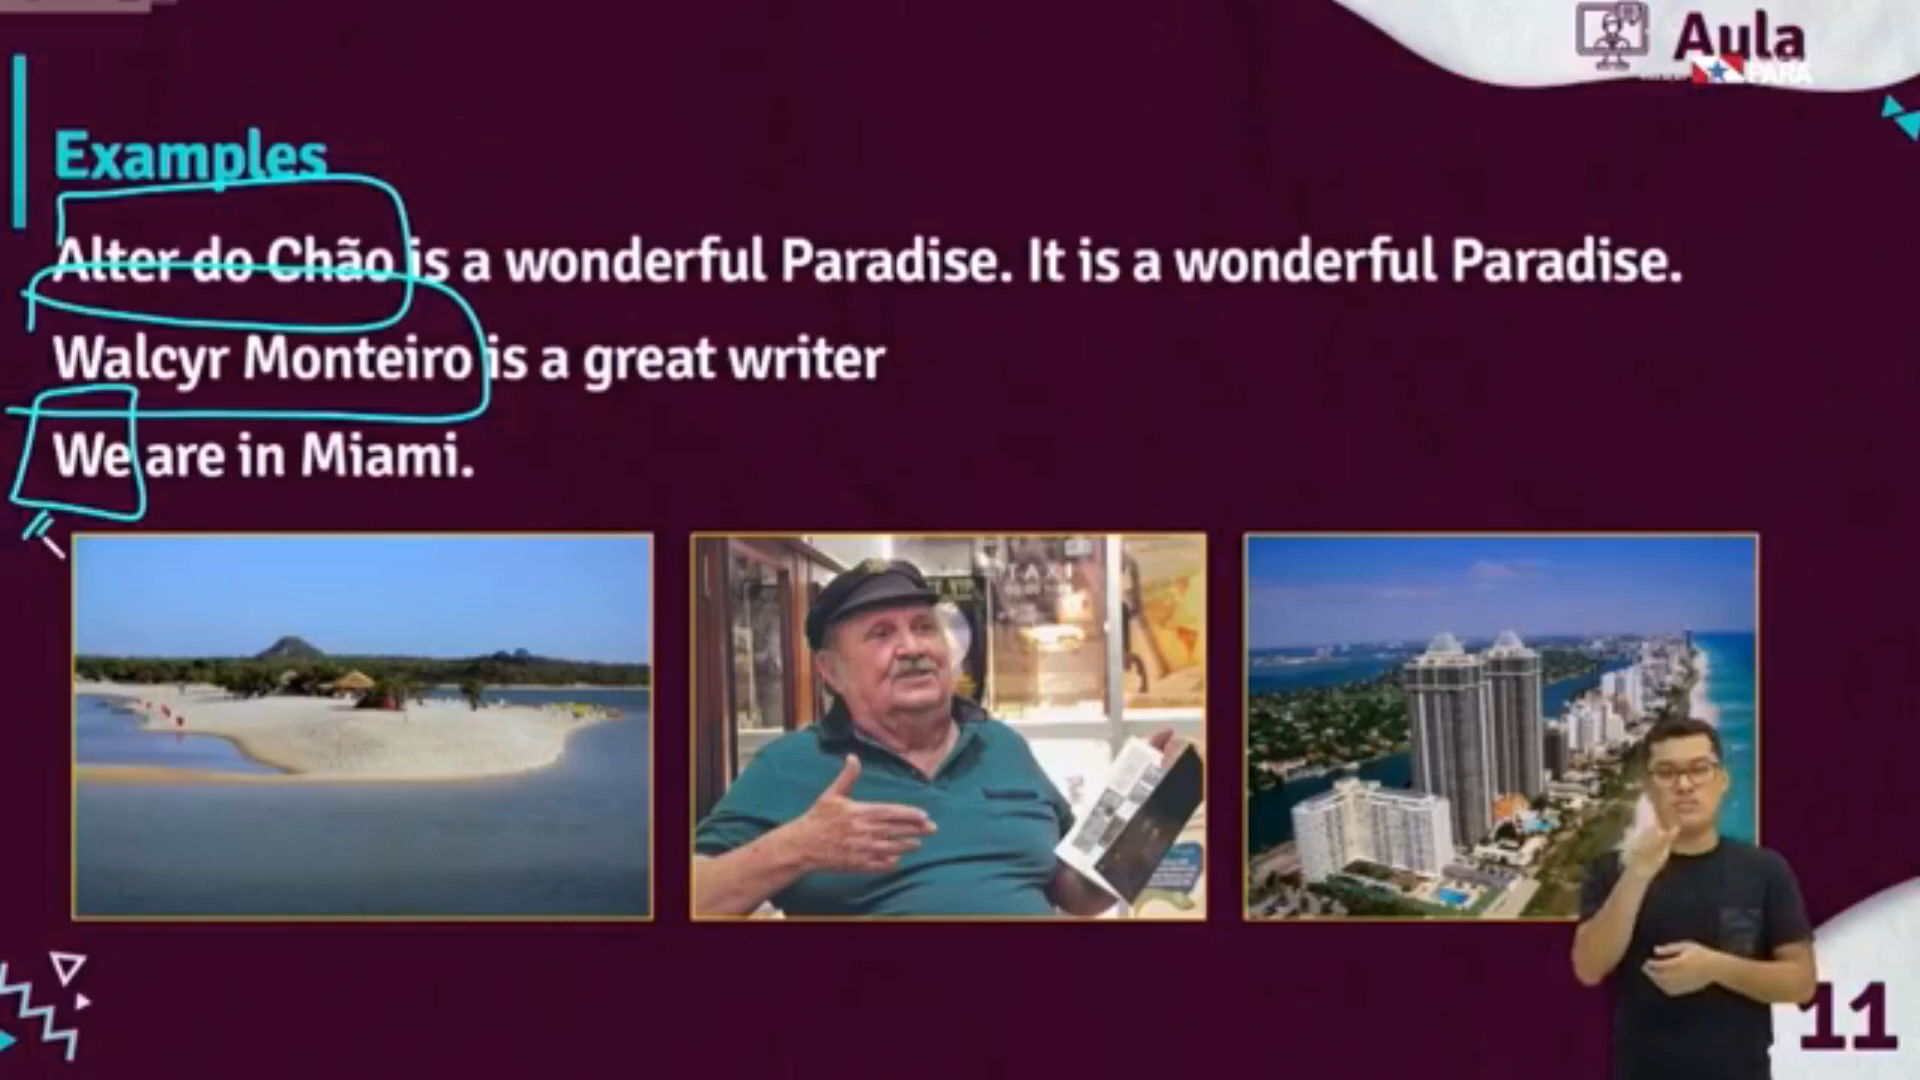 Aula
PARÁ
Examples
Alter do Chão is a wonderful Paradise. It is a wonderful Paradise.
Walcyr Monteiro is a great writer
We are in Miami.
TAXI
11